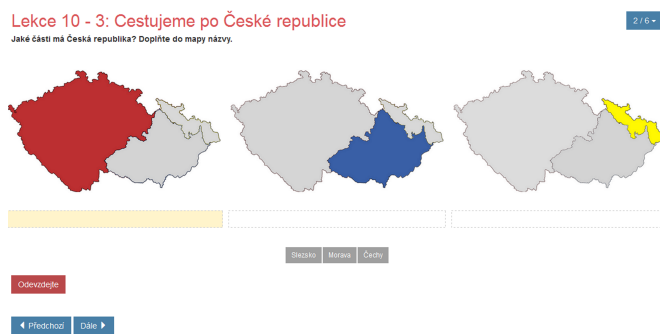 Lekce 10 - 3: Cestujeme po České republice
2 / 6
Jaké části má Česká republika? Doplňte do mapy názvy.
Slezsko Morava Čechy
Odevzdejte
Předchozí Dále